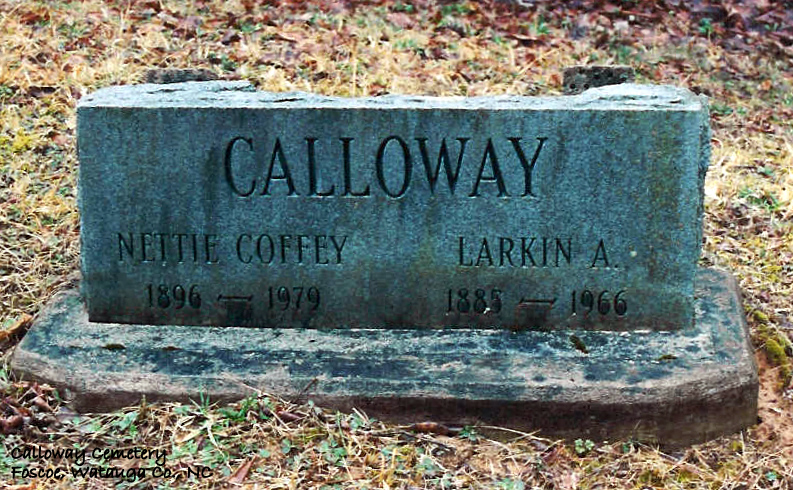 CALLOWAY
NETTIE COFFEY
1896 — 1979
LARKIN A.
1885 — 1966
Calloway Cemetery
Foscoe, Watauga Co., NC